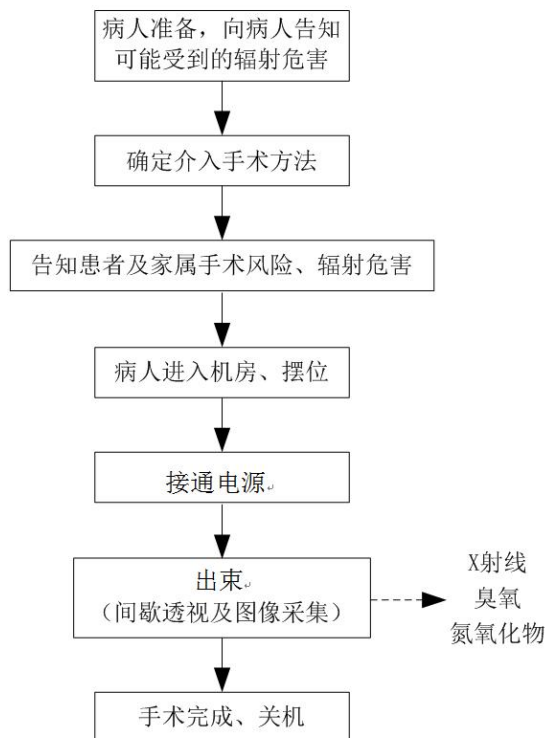 病人准备，向病人告知
可能受到的辐射危害
确定介入手术方法
告知患者及家属手术风险、辐射危害
病人进入机房、摆位
接通电源
出束
（间歇透视及图像采集）
X射线
臭氧
氮氧化物
手术完成、关机